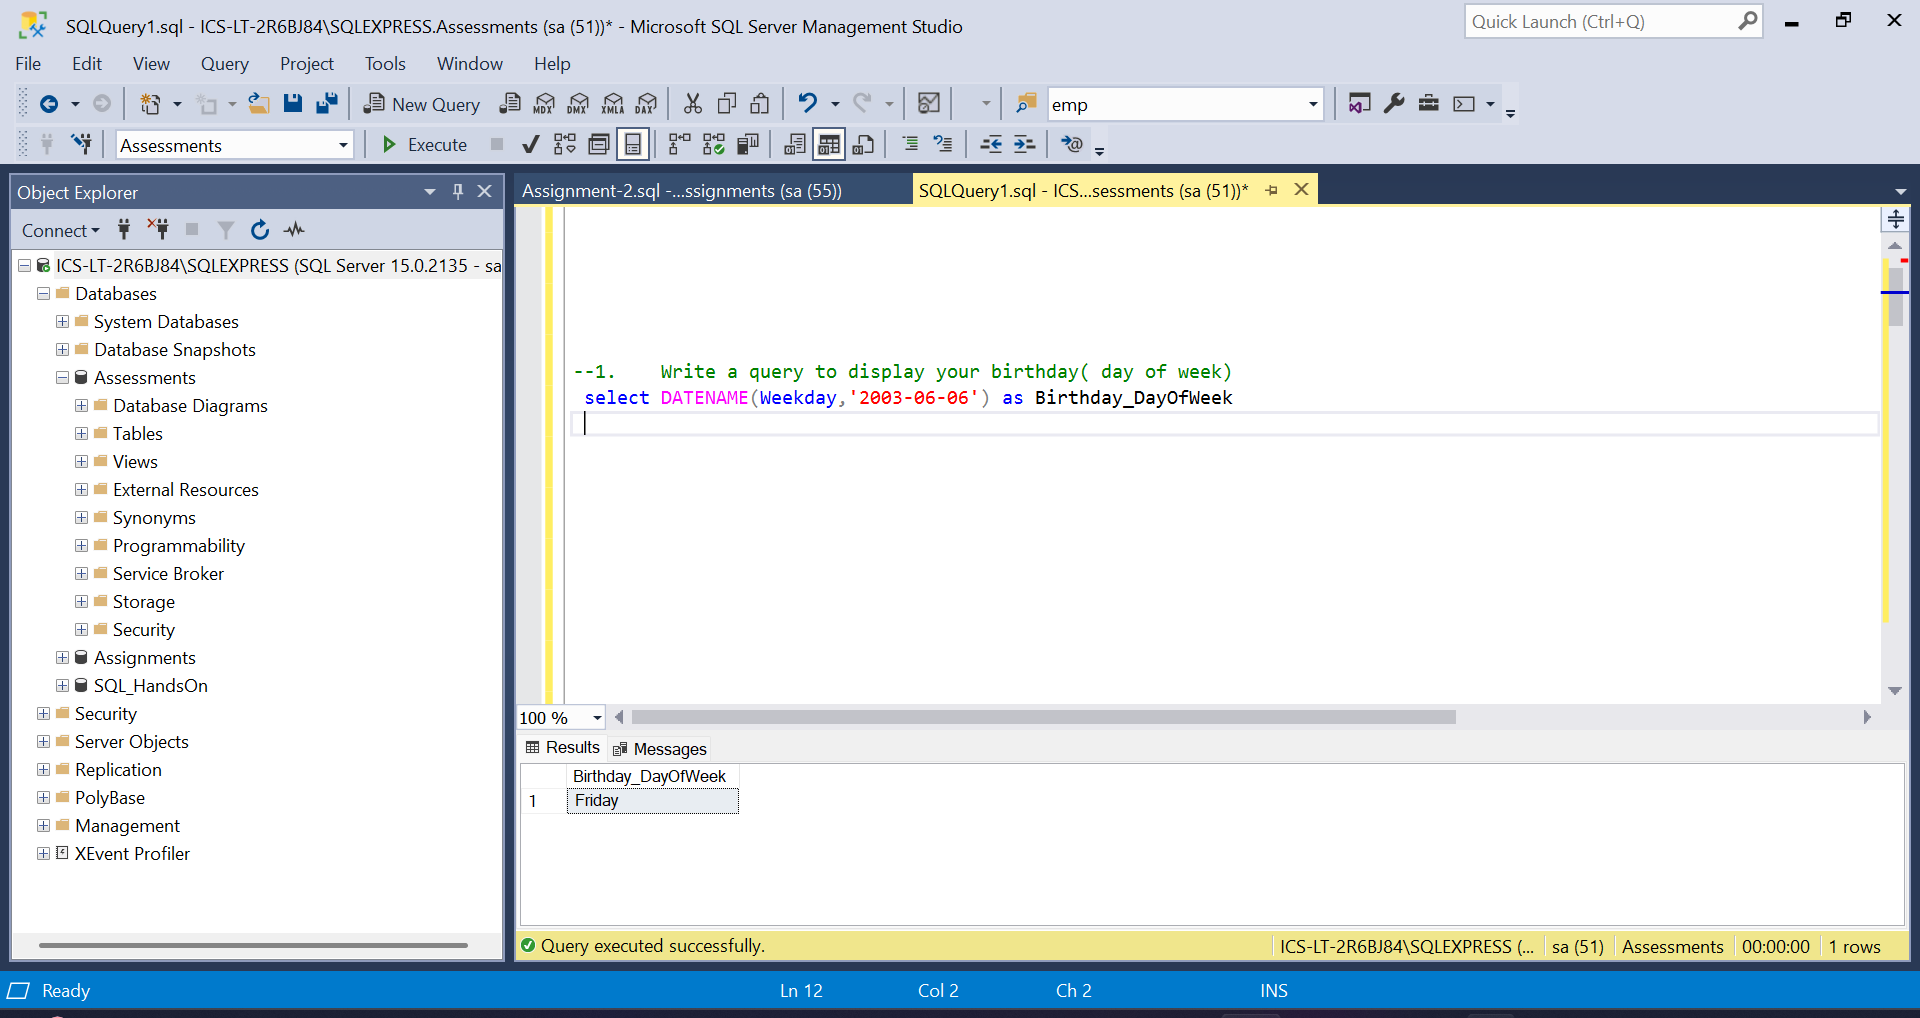 SQLQuery1.sql - ICS-LT-2R6BJ84\SQLEXPRESS.Assessments (sa (51))* - Microsoft SQL Server Management Studio
Quick Launch (Ctrl+Q)
File Edit View Query Project Tools Window Help
New Query MDX DMX XMLA DAX emp
Assessments Execute
Object Explorer
Connect
ICS-LT-2R6BJ84\SQLEXPRESS (SQL Server 15.0.2135 - sa
Databases
System Databases
Database Snapshots
Assessments
Database Diagrams
Tables
Views
External Resources
Synonyms
Programmability
Service Broker
Storage
Security
Assignments
SQL_HandsOn
Security
Server Objects
Replication
PolyBase
Management
XEvent Profiler
Assignment-2.sql -...ssignments (sa (55))
SQLQuery1.sql - ICS...sessments (sa (51))*
--1. Write a query to display your birthday( day of week)
select DATENAME(Weekday,'2003-06-06') as Birthday_DayOfWeek
100 %
Results Messages
Birthday_DayOfWeek
1 Friday
Query executed successfully.
ICS-LT-2R6BJ84\SQLEXPRESS (... sa (51) Assessments 00:00:00 1 rows
Ready Ln 12 Col 2 Ch 2 INS